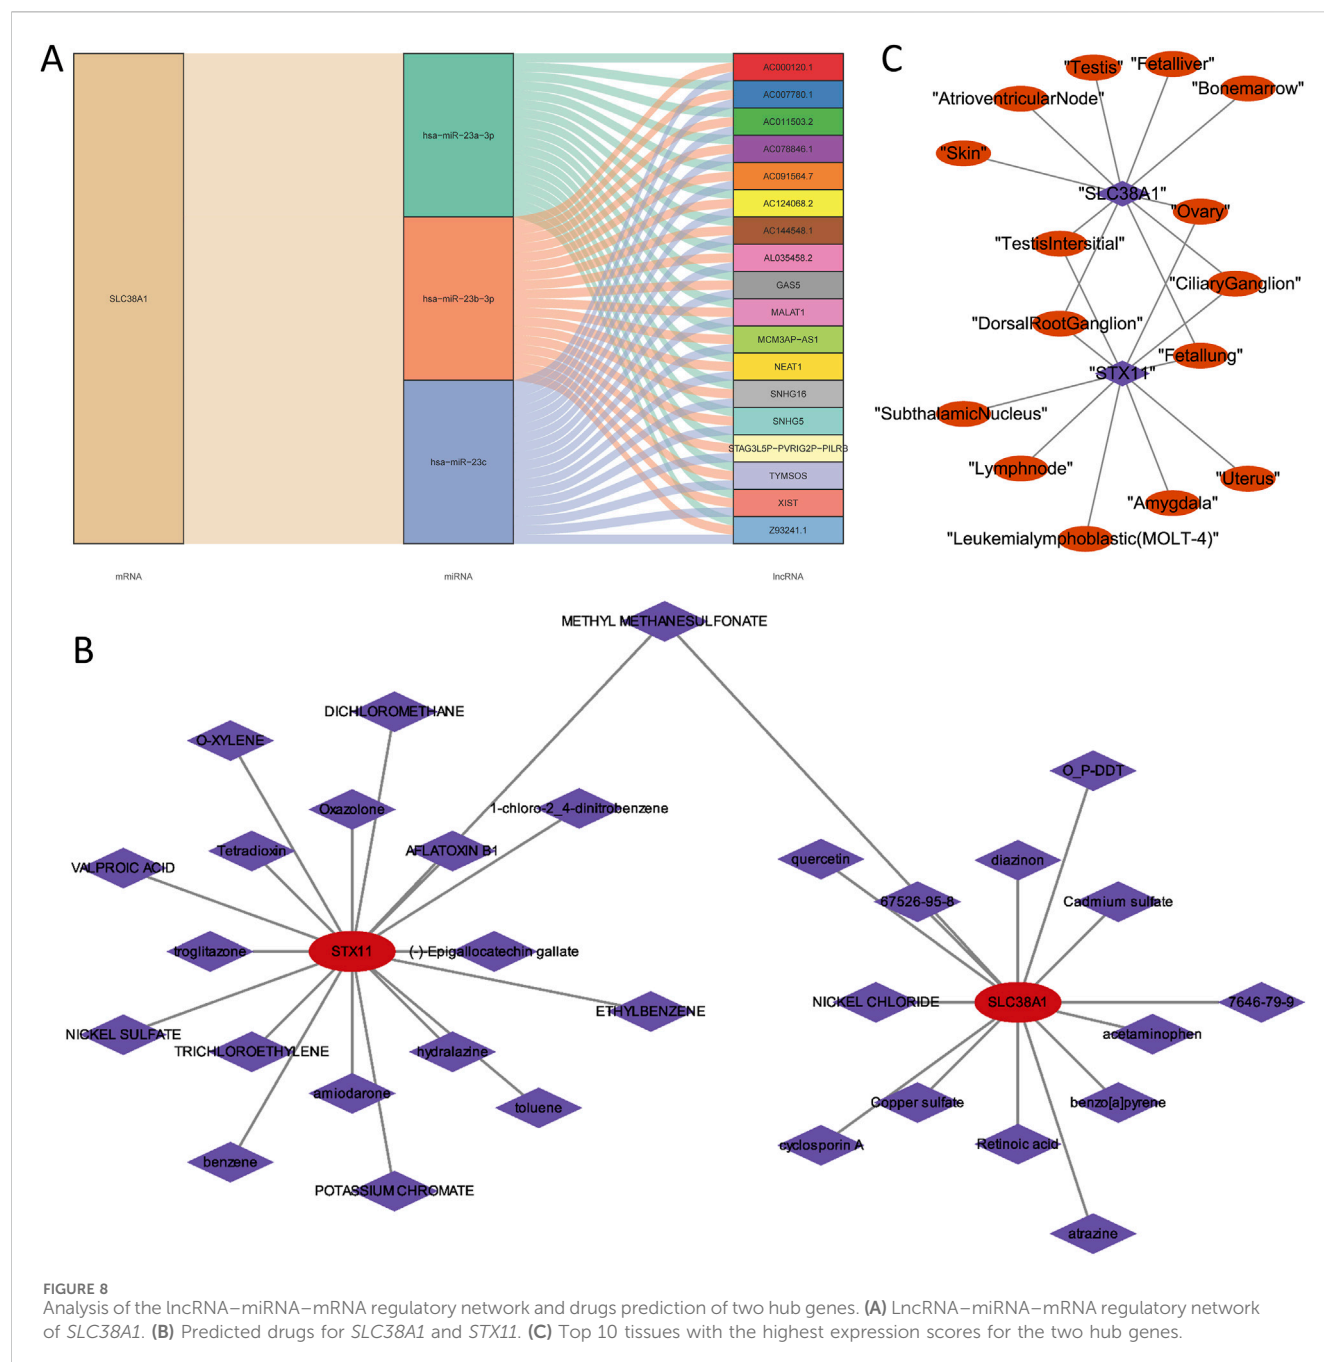 A
SLC38A1
hsa−miR−23a−3p
hsa−miR−23b−3p
hsa−miR−23c
AC000120.1
AC007780.1
AC011503.2
AC078846.1
AC091564.7
AC124068.2
AC144548.1
AL035458.2
GAS5
MALAT1
MCM3AP−AS1
NEAT1
SNHG16
SNHG5
STAG3L5P−PVRIG2P−PILRB
TYMSOS
XIST
Z93241.1
mRNA
miRNA
lncRNA
C
"Testis"
"Fetalliver"
"Bonemarrow"
"AtrioventricularNode"
"Skin"
"SLC38A1"
"Ovary"
"TestisIntersitial"
"CiliaryGanglion"
"DorsalRootGanglion"
"Fetallung"
"STX11"
"SubthalamicNucleus"
"Lymphnode"
"Uterus"
"Amygdala"
"Leukemialymphoblastic(MOLT-4)"
B
METHYL METHANESULFONATE
DICHLOROMETHANE
O-XYLENE
Oxazolone
1-chloro-2_4-dinitrobenzene
Tetradioxin
AFLATOXIN B1
VALPROIC ACID
troglitazone
STX11
(-)-Epigallocatechin gallate
ETHYLBENZENE
NICKEL SULFATE
TRICHLOROETHYLENE
hydralazine
amiodarone
toluene
benzene
POTASSIUM CHROMATE
O_P-DDT
quercetin
diazinon
67526-95-8
Cadmium sulfate
NICKEL CHLORIDE
SLC38A1
7646-79-9
acetaminophen
Copper sulfate
benzo[a]pyrene
cyclosporin A
Retinoic acid
atrazine
FIGURE 8
Analysis of the lncRNA–miRNA–mRNA regulatory network and drugs prediction of two hub genes. (A) LncRNA–miRNA–mRNA regulatory network
of SLC38A1. (B) Predicted drugs for SLC38A1 and STX11. (C) Top 10 tissues with the highest expression scores for the two hub genes.